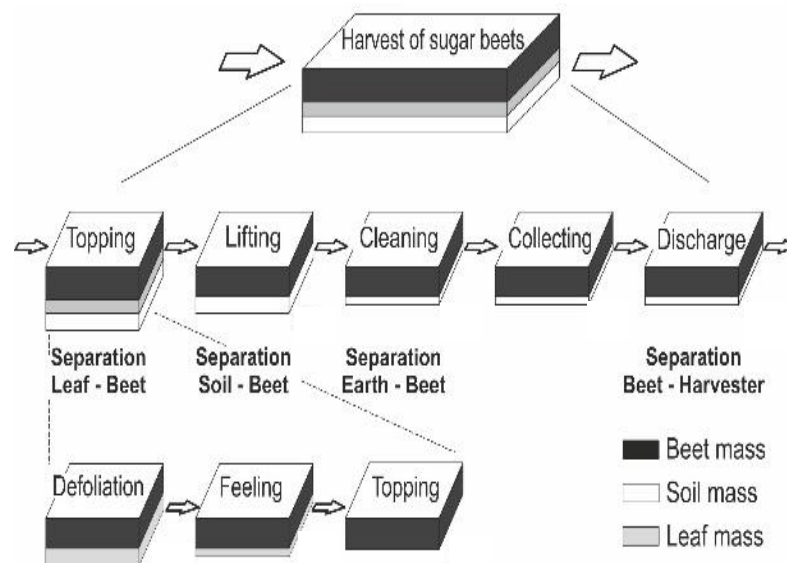 Harvest of sugar beets
Topping
Lifting
Cleaning
Collecting
Discharge
Separation
Leaf - Beet
Separation
Soil - Beet
Separation
Earth - Beet
Separation
Beet - Harvester
Defoliation
Feeling
Topping
Beet mass
Soil mass
Leaf mass